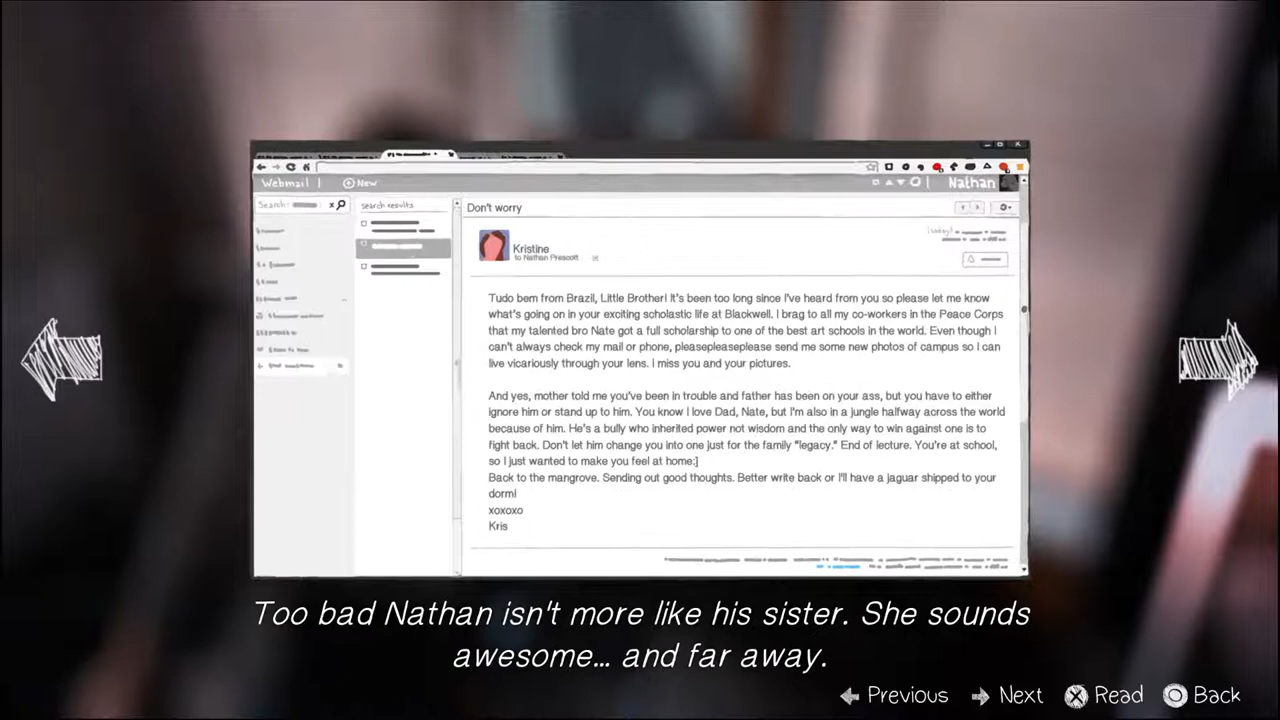 Webmail
New
Nathan
Search:
search results
Don't worry
Kristine
to Nathan Prescott
Tudo bem from Brazil, Little Brother! It's been too long since I've heard from you so please let me know
what's going on in your exciting scholastic life at Blackwell. I brag to all my co-workers in the Peace Corps
that my talented bro Nate got a full scholarship to one of the best art schools in the world. Even though I
can't always check my mail or phone, pleasepleaseplease send me some new photos of campus so I can
live vicariously through your lens. I miss you and your pictures.
And yes, mother told me you've been in trouble and father has been on your ass, but you have to either
ignore him or stand up to him. You know I love Dad, Nate, but I'm also in a jungle halfway across the world
because of him. He's a bully who inherited power not wisdom and the only way to win against one is to
fight back. Don't let him change you into one just for the family "legacy." End of lecture. You're at school,
so I just wanted to make you feel at home:]
Back to the mangrove. Sending out good thoughts. Better write back or I'll have a jaguar shipped to your
dorm!
xoxoxo
Kris
Too bad Nathan isn't more like his sister. She sounds
awesome... and far away.
Previous Next Read Back